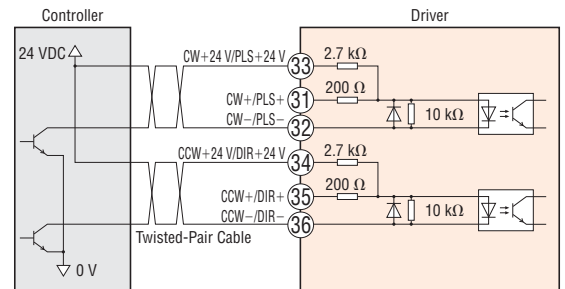 Controller
Driver
24 VDC
CW+24 V/PLS+24 V
33
2.7 kΩ
CW+/PLS+
31
200 Ω
CW−/PLS−
32
10 kΩ
CCW+24 V/DIR+24 V
34
2.7 kΩ
CCW+/DIR+
35
200 Ω
CCW−/DIR−
36
10 kΩ
Twisted-Pair Cable
0 V